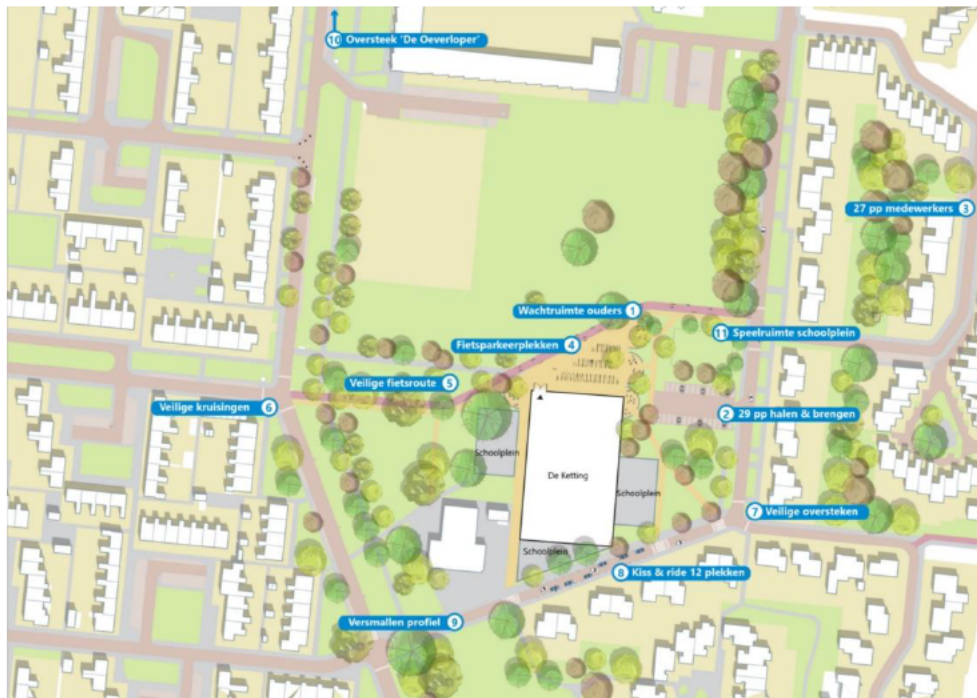 10 Oversteek 'De Oeverloper'
27 pp medewerkers 3
Wachtruimte ouders 1
11 Speelruimte schoolplein
Fietsparkeerplekken 4
Veilige fietsroute 5
Veilige kruisingen 6
2 29 pp halen & brengen
Schoolplein
De Ketting
Schoolplein
7 Veilige oversteken
Schoolplein
8 Kiss & ride 12 plekken
Versmallen profiel 9